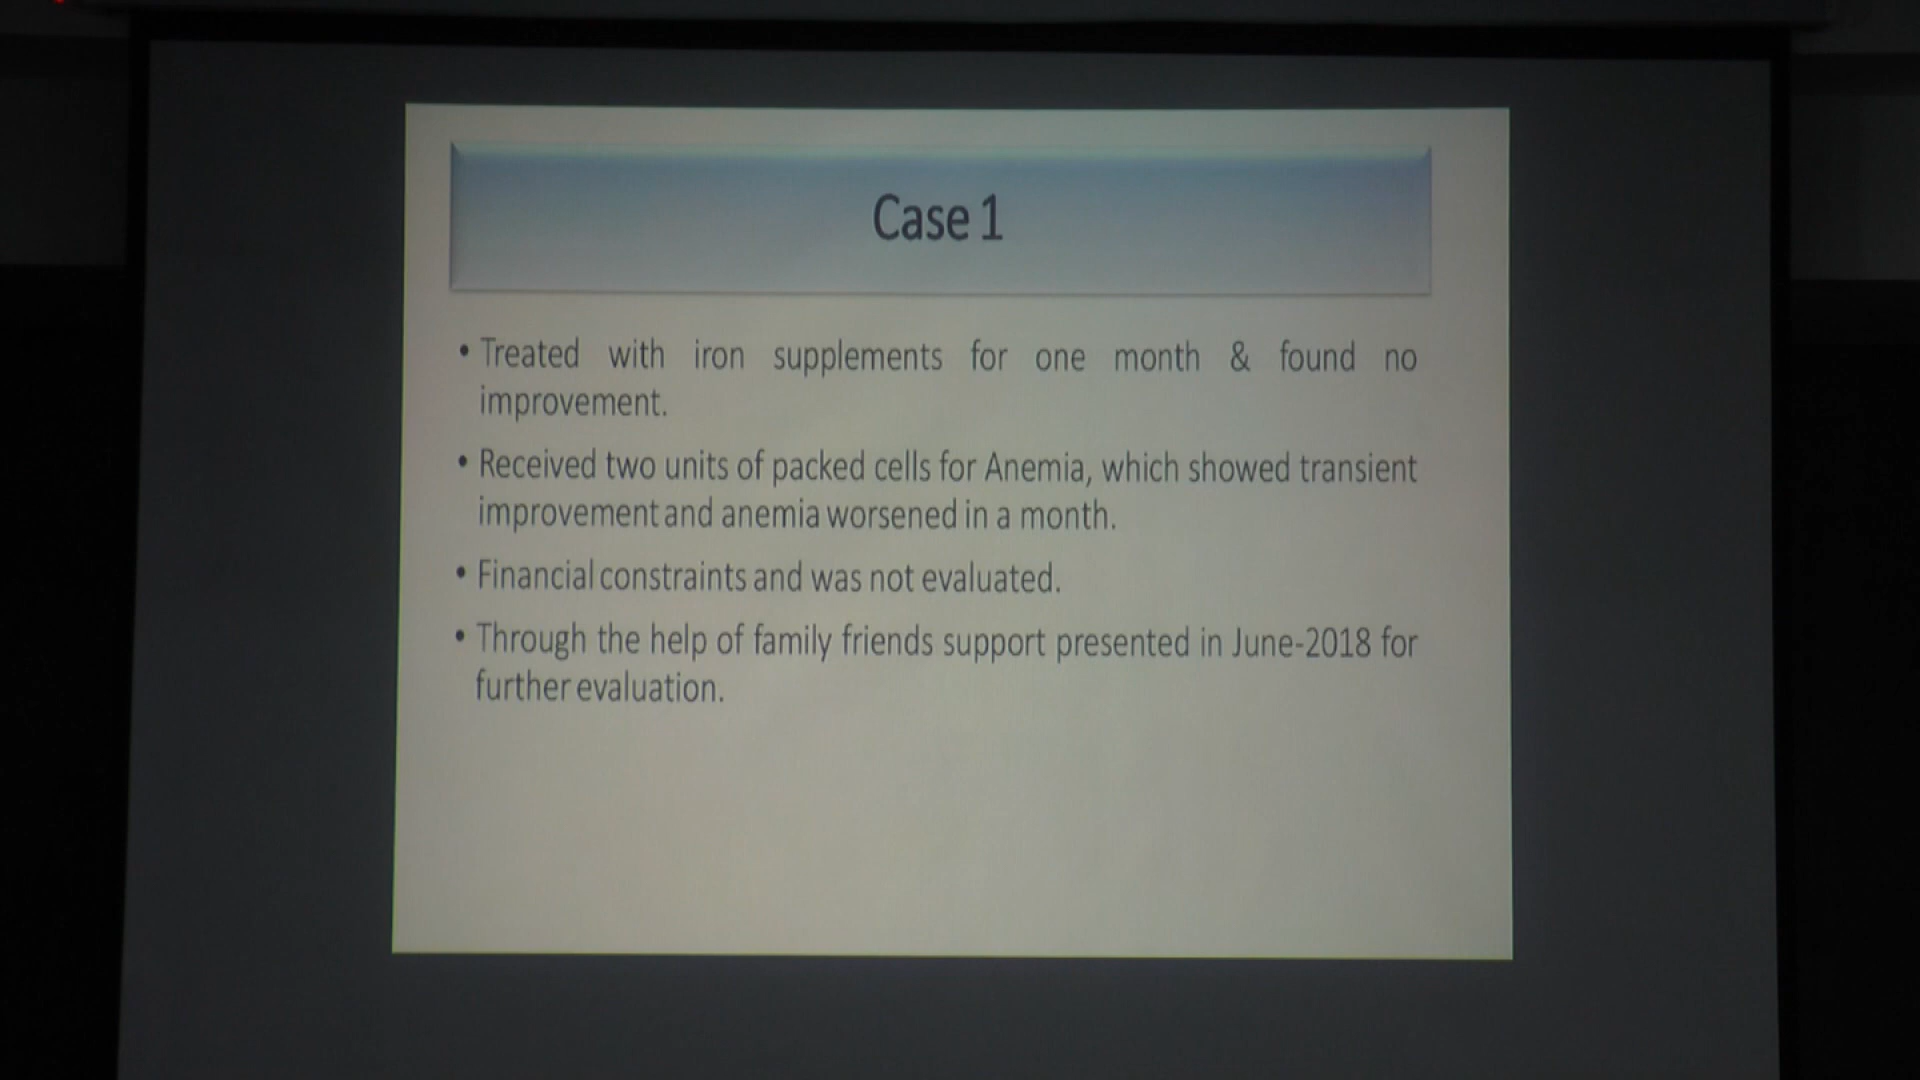 Case 1
• Treated with iron supplements for one month & found no
improvement.
• Received two units of packed cells for Anemia, which showed transient
improvement and anemia worsened in a month.
• Financial constraints and was not evaluated.
• Through the help of family friends support presented in June-2018 for
further evaluation.